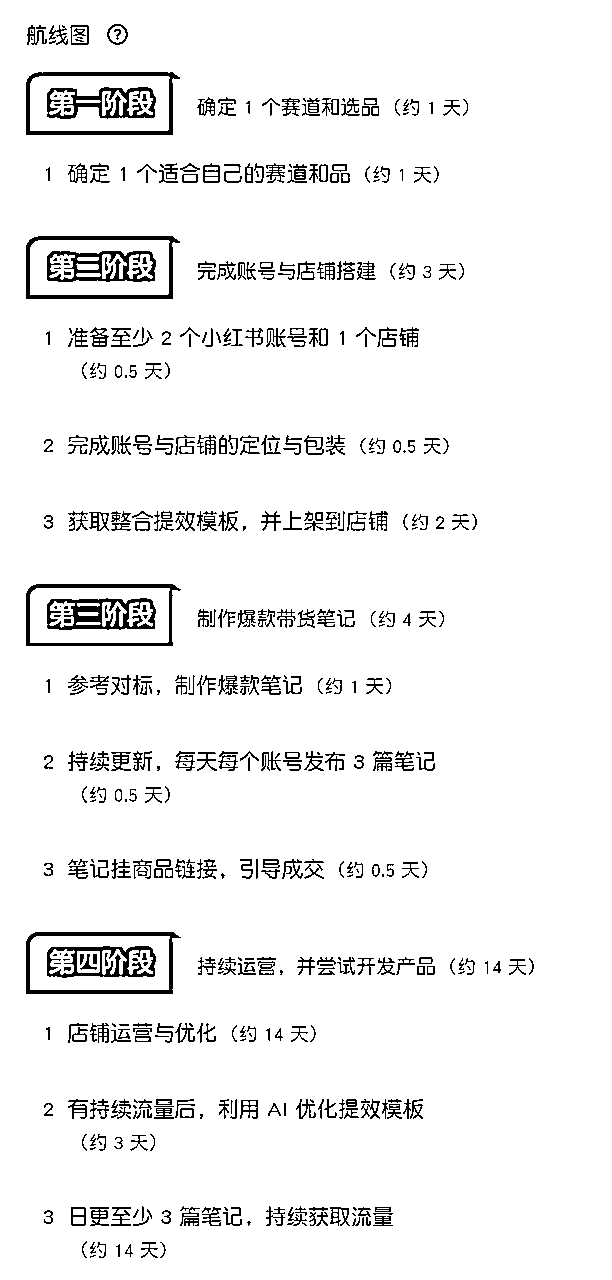 航线图 ?
第一阶段 确定 1 个赛道和选品（约 1 天）
1 确定 1 个适合自己的赛道和品（约 1 天）
第二阶段 完成账号与店铺搭建（约 3 天）
1 准备至少 2 个小红书账号和 1 个店铺
（约 0.5 天）
2 完成账号与店铺的定位与包装（约 0.5 天）
3 获取整合提效模板，并上架到店铺（约 2 天）
第三阶段 制作爆款带货笔记（约 4 天）
1 参考对标，制作爆款笔记（约 1 天）
2 持续更新，每天每个账号发布 3 篇笔记
（约 0.5 天）
3 笔记挂商品链接，引导成交（约 0.5 天）
第四阶段 持续运营，并尝试开发产品（约 14 天）
1 店铺运营与优化（约 14 天）
2 有持续流量后，利用 AI 优化提效模板
（约 3 天）
3 日更至少 3 篇笔记，持续获取流量
（约 14 天）